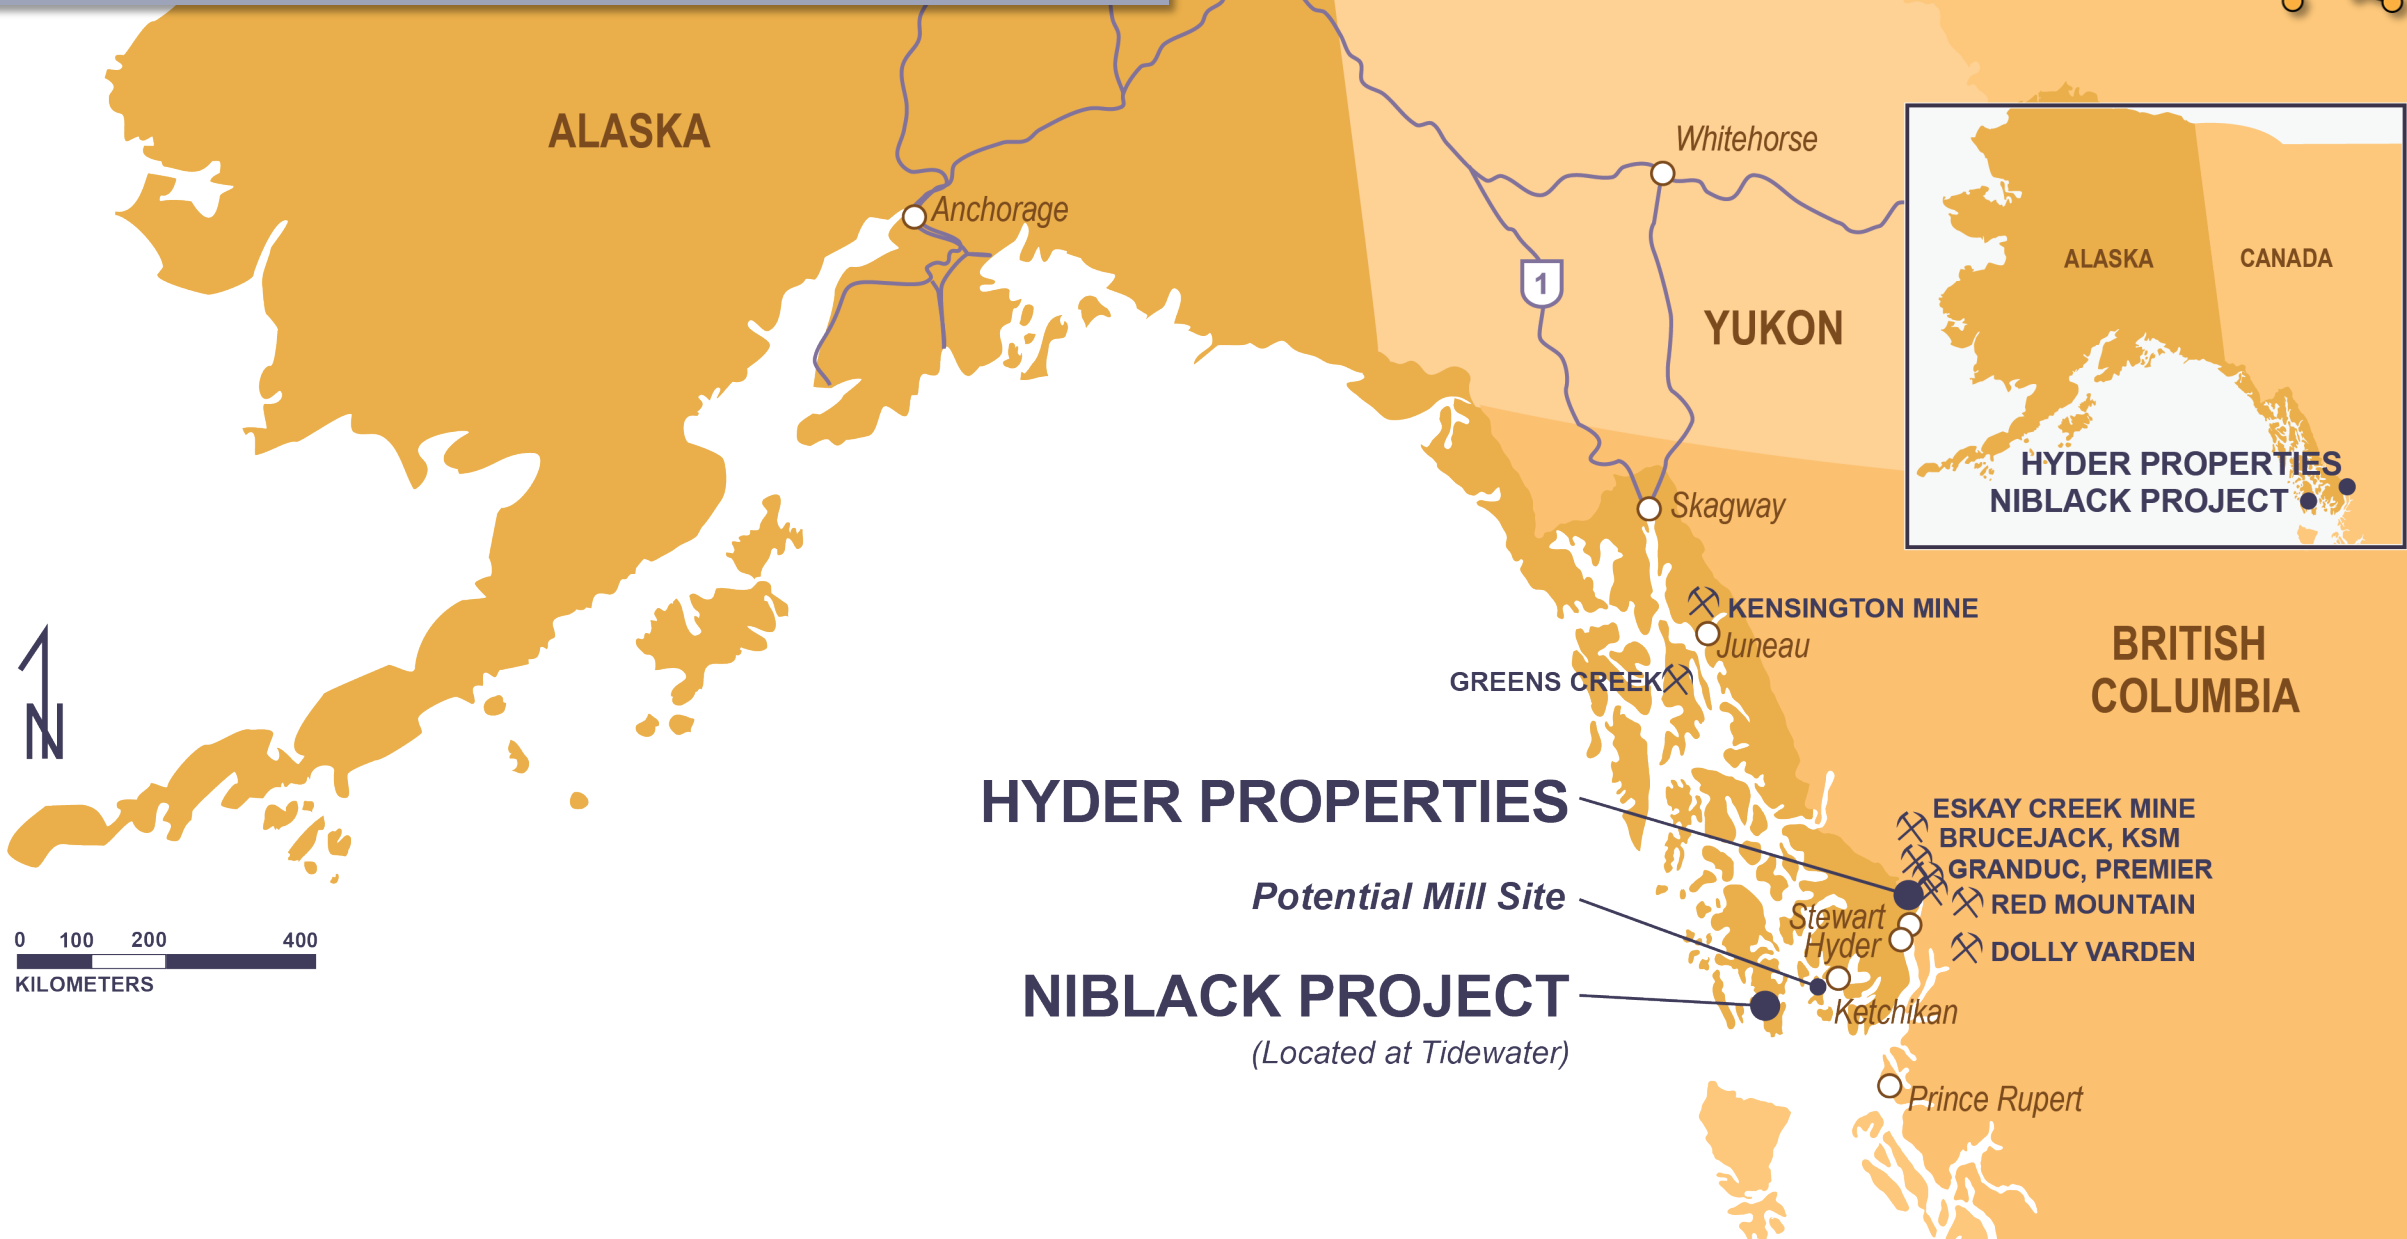 ALASKA
Anchorage
Whitehorse
1
YUKON
ALASKA
CANADA
HYDER PROPERTIES
NIBLACK PROJECT
Skagway
KENSINGTON MINE
Juneau
GREENS CREEK
BRITISH
COLUMBIA
N
HYDER PROPERTIES
ESKAY CREEK MINE
BRUCEJACK, KSM
GRANDUC, PREMIER
RED MOUNTAIN
Potential Mill Site
Stewart
Hyder
DOLLY VARDEN
0 100 200 400
KILOMETERS
NIBLACK PROJECT
(Located at Tidewater)
Ketchikan
Prince Rupert